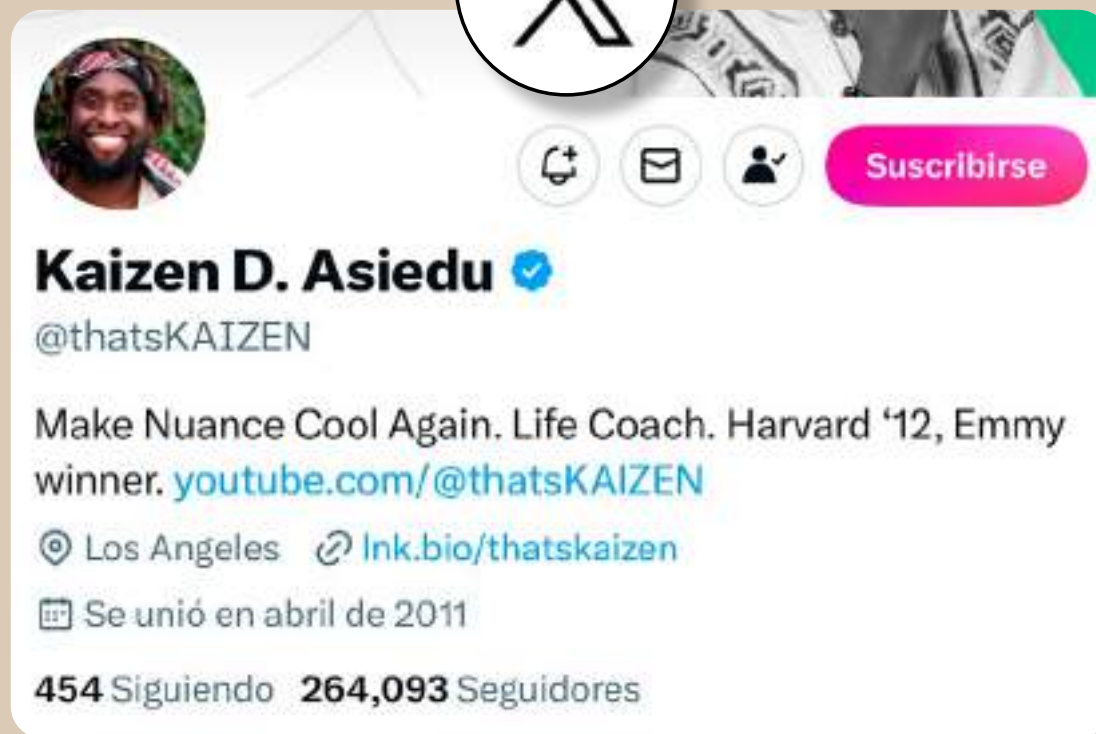 Suscribirse
Kaizen D. Asiedu
@thatsKAIZEN
Make Nuance Cool Again. Life Coach. Harvard ‘12, Emmy
winner. youtube.com/@thatsKAIZEN
Los Angeles lnk.bio/thatskaizen
Se unió en abril de 2011
454 Siguiendo 264,093 Seguidores